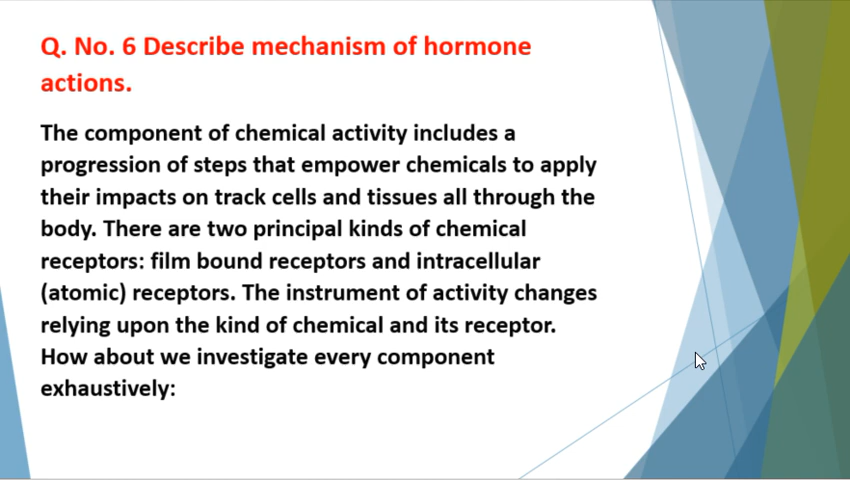 Q. No. 6 Describe mechanism of hormone
actions.
The component of chemical activity includes a
progression of steps that empower chemicals to apply
their impacts on track cells and tissues all through the
body. There are two principal kinds of chemical
receptors: film bound receptors and intracellular
(atomic) receptors. The instrument of activity changes
relying upon the kind of chemical and its receptor.
How about we investigate every component
exhaustively: